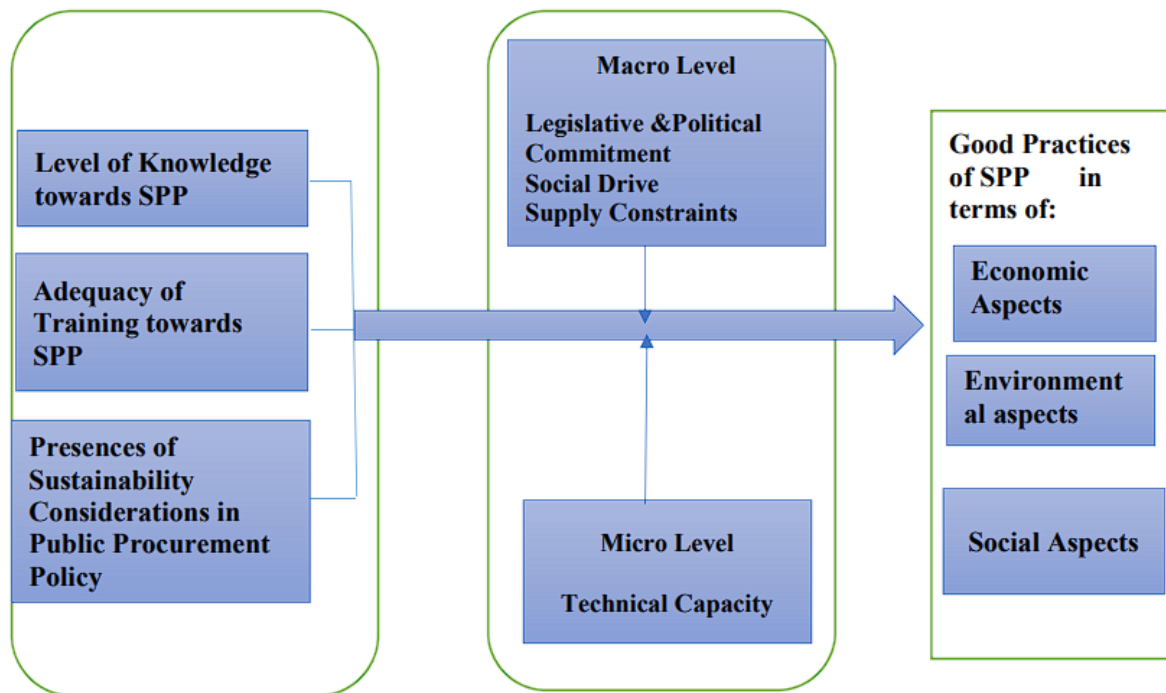 Level of Knowledge
towards SPP
Adequacy of
Training towards
SPP
Presences of
Sustainability
Considerations in
Public Procurement
Policy
Macro Level
Legislative &Political
Commitment
Social Drive
Supply Constraints
Micro Level
Technical Capacity
Good Practices
of SPP in
terms of:
Economic
Aspects
Environment
al aspects
Social Aspects